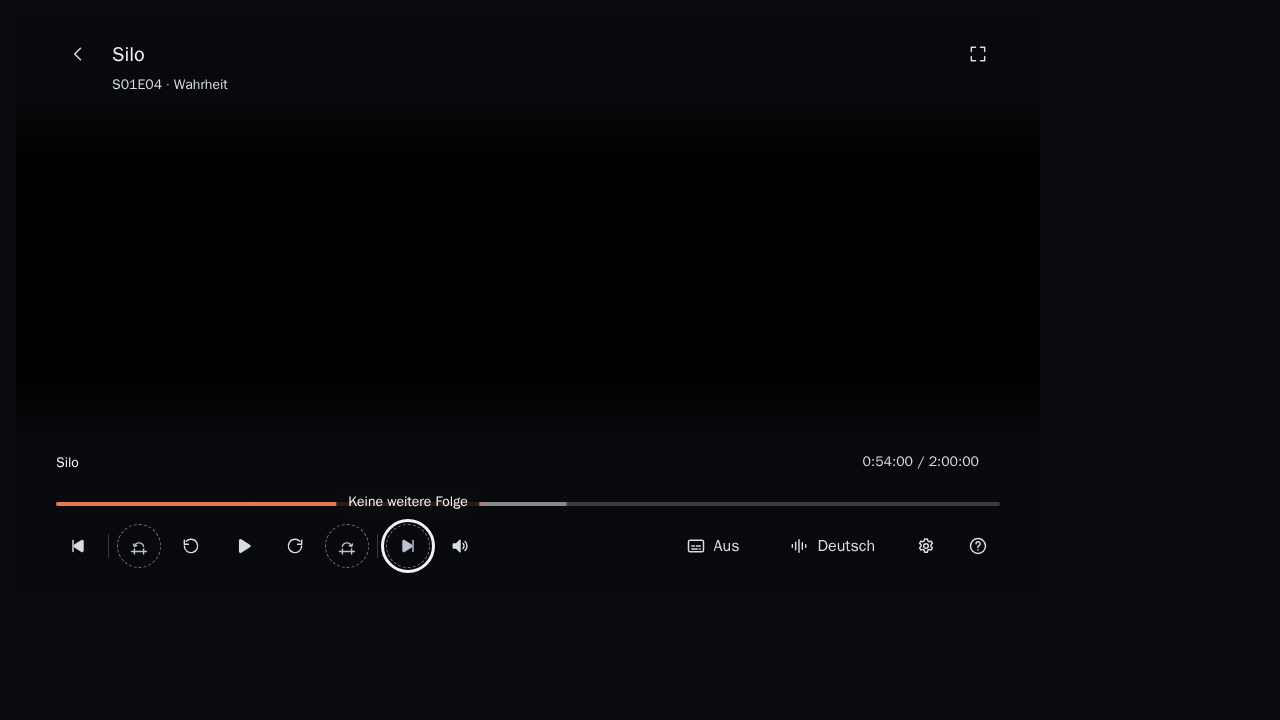 Silo
S01E04 · Wahrheit
Silo
0:54:00 / 2:00:00
Keine weitere Folge
Aus
Deutsch